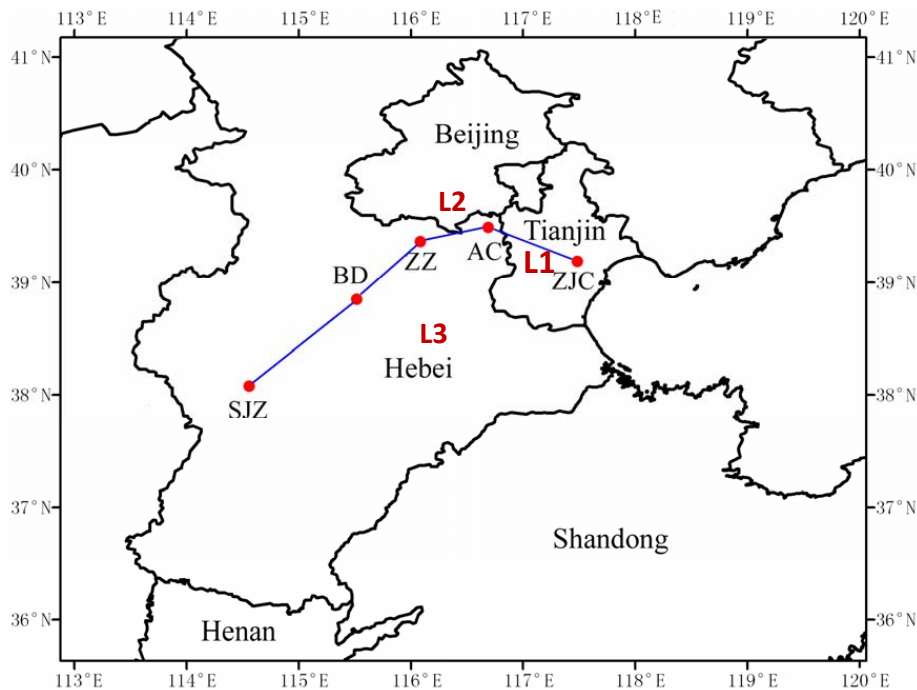 113°E 114°E 115°E 116°E 117°E 118°E 119°E 120°E
41°N 41°N
Beijing
40°N 40°N
L2
Tianjin
AC
ZZ
L1
BD
ZJC
39°N 39°N
L3
Hebei
38°N 38°N
SJZ
37°N 37°N
Shandong
36°N 36°N
Henan
113°E 114°E 115°E 116°E 117°E 118°E 119°E 120°E